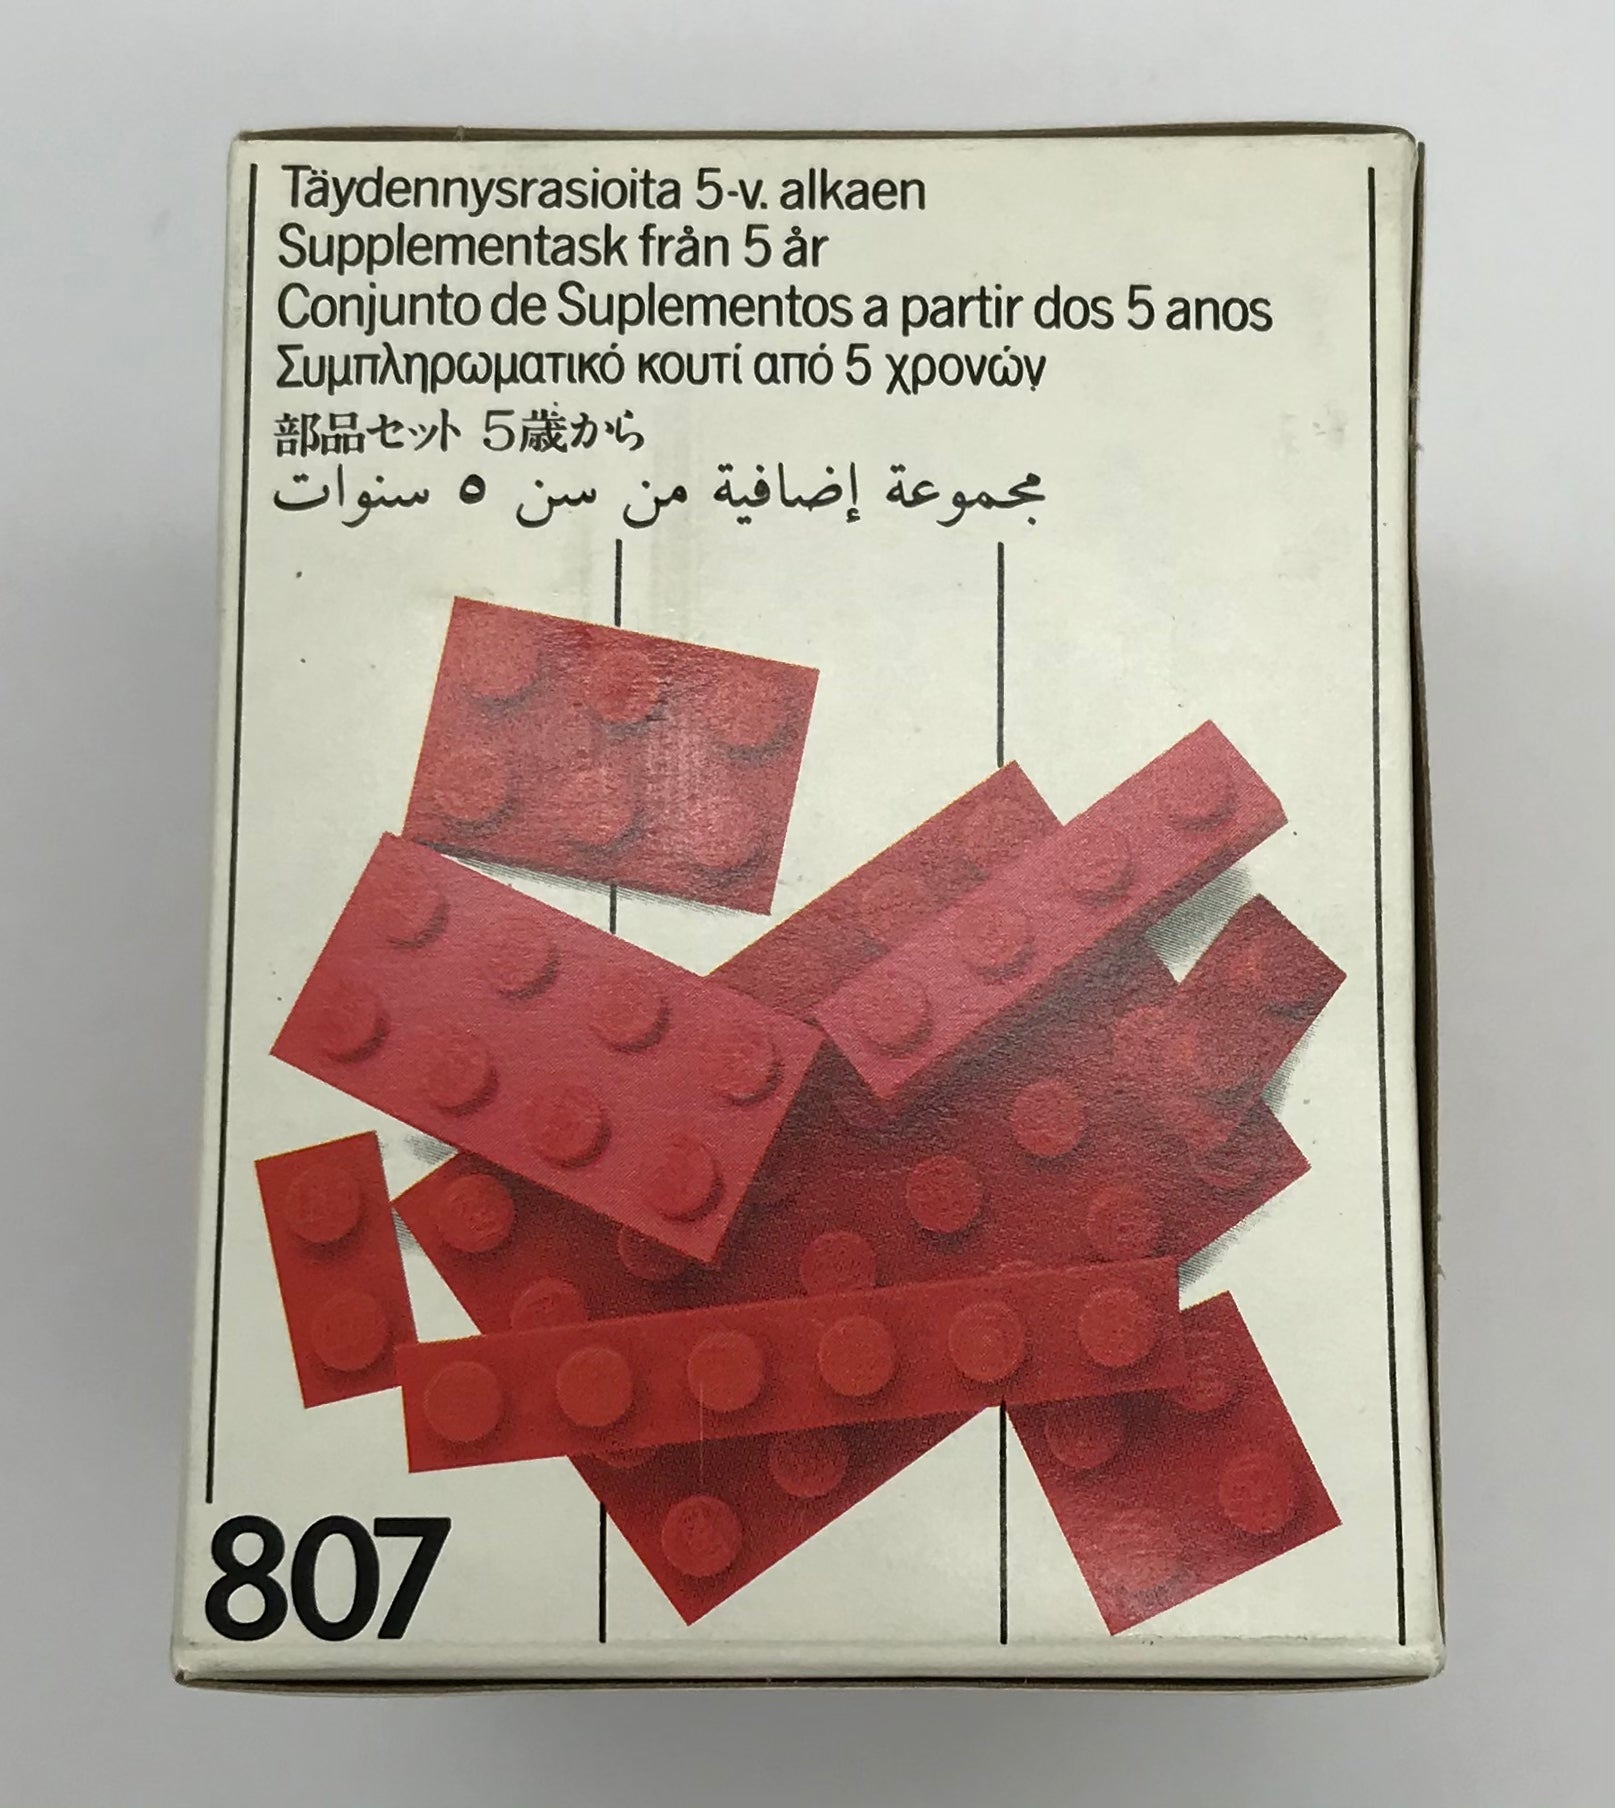 Täydennysrasioita 5-v. alkaen
Supplementask från 5 år
Conjunto de Suplementos a partir dos 5 anos
Συμπληρωματικό κουτί από 5 χρονών
部品セット 5歳から
مجموعة إضافية من سن ٥ سنوات
807